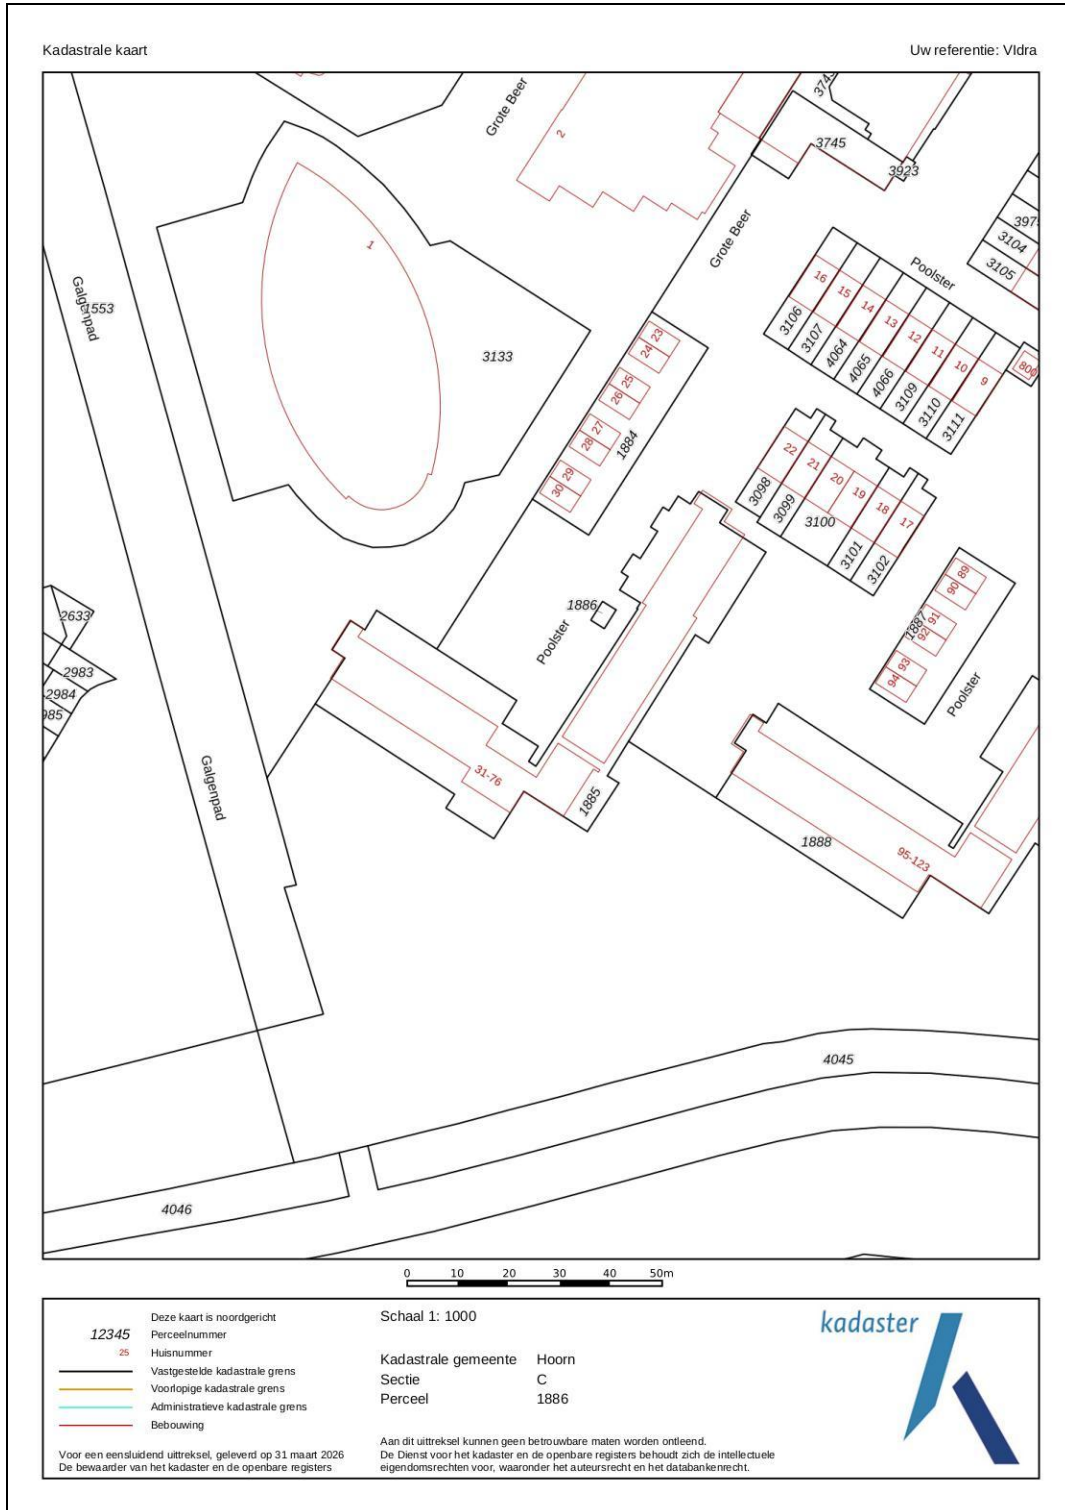 Kadastrale kaart
Uw referentie: VIdra
Grote Beer
2
3745
3923
1
Grote Beer
Poolster
3104
3105
Galgenpad
1553
3133
16
15
14
13
12
11
10
9
800
3106
3107
4064
4065
4066
3109
3110
3111
23
24
25
26
27
28
29
30
1884
22
21
20
19
18
17
3098
3099
3100
3101
3102
1886
Poolster
89
90
91
92
93
94
1887
Poolster
2633
2983
2984
985
Galgenpad
31-76
1885
1888
95-123
4045
4046
0 10 20 30 40 50m
Deze kaart is noordgericht
12345 Perceelnummer
25 Huisnummer
Vastgestelde kadastrale grens
Voorlopige kadastrale grens
Administratieve kadastrale grens
Bebouwing
Voor een eensluidend uittreksel, geleverd op 31 maart 2026
De bewaarder van het kadaster en de openbare registers
Schaal 1: 1000
Kadastrale gemeente Hoorn
Sectie C
Perceel 1886
Aan dit uittreksel kunnen geen betrouwbare maten worden ontleend.
De Dienst voor het kadaster en de openbare registers behoudt zich de intellectuele
eigendomsrechten voor, waaronder het auteursrecht en het databankenrecht.
kadaster